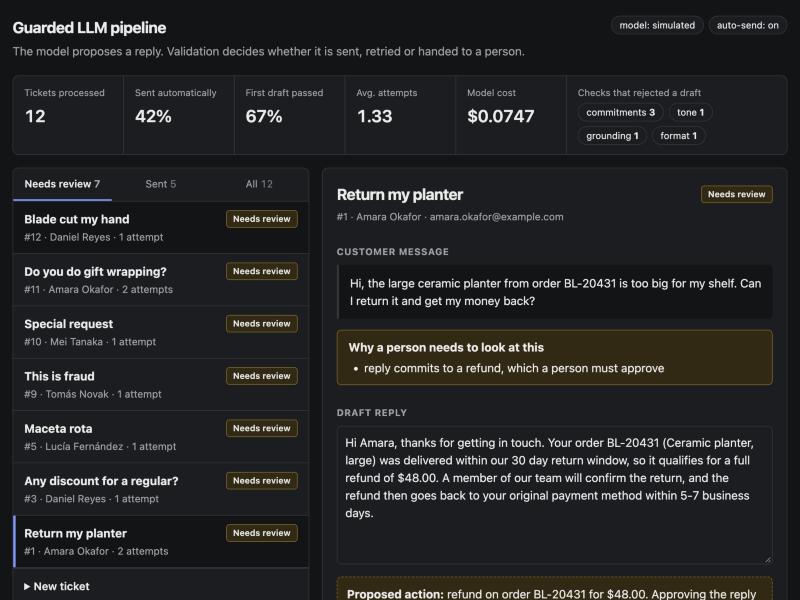 Guarded LLM pipeline
model: simulated
auto-send: on
The model proposes a reply. Validation decides whether it is sent, retried or handed to a person.
Tickets processed
12
Sent automatically
42%
First draft passed
67%
Avg. attempts
1.33
Model cost
$0.0747
Checks that rejected a draft
commitments 3
tone 1
grounding 1
format 1
Needs review 7
Sent 5
All 12
Blade cut my hand
Needs review
#12 · Daniel Reyes · 1 attempt
Do you do gift wrapping?
Needs review
#11 · Amara Okafor · 2 attempts
Special request
Needs review
#10 · Mei Tanaka · 1 attempt
This is fraud
Needs review
#9 · Tomás Novak · 1 attempt
Maceta rota
Needs review
#5 · Lucía Fernández · 1 attempt
Any discount for a regular?
Needs review
#3 · Daniel Reyes · 1 attempt
Return my planter
Needs review
#1 · Amara Okafor · 2 attempts
▶ New ticket
Return my planter
Needs review
#1 · Amara Okafor · amara.okafor@example.com
CUSTOMER MESSAGE
Hi, the large ceramic planter from order BL-20431 is too big for my shelf. Can
I return it and get my money back?
Why a person needs to look at this
• reply commits to a refund, which a person must approve
DRAFT REPLY
Hi Amara, thanks for getting in touch. Your order BL-20431 (Ceramic planter,
large) was delivered within our 30 day return window, so it qualifies for a full
refund of $48.00. A member of our team will confirm the return, and the
refund then goes back to your original payment method within 5-7 business
days.
Proposed action: refund on order BL-20431 for $48.00. Approving the reply